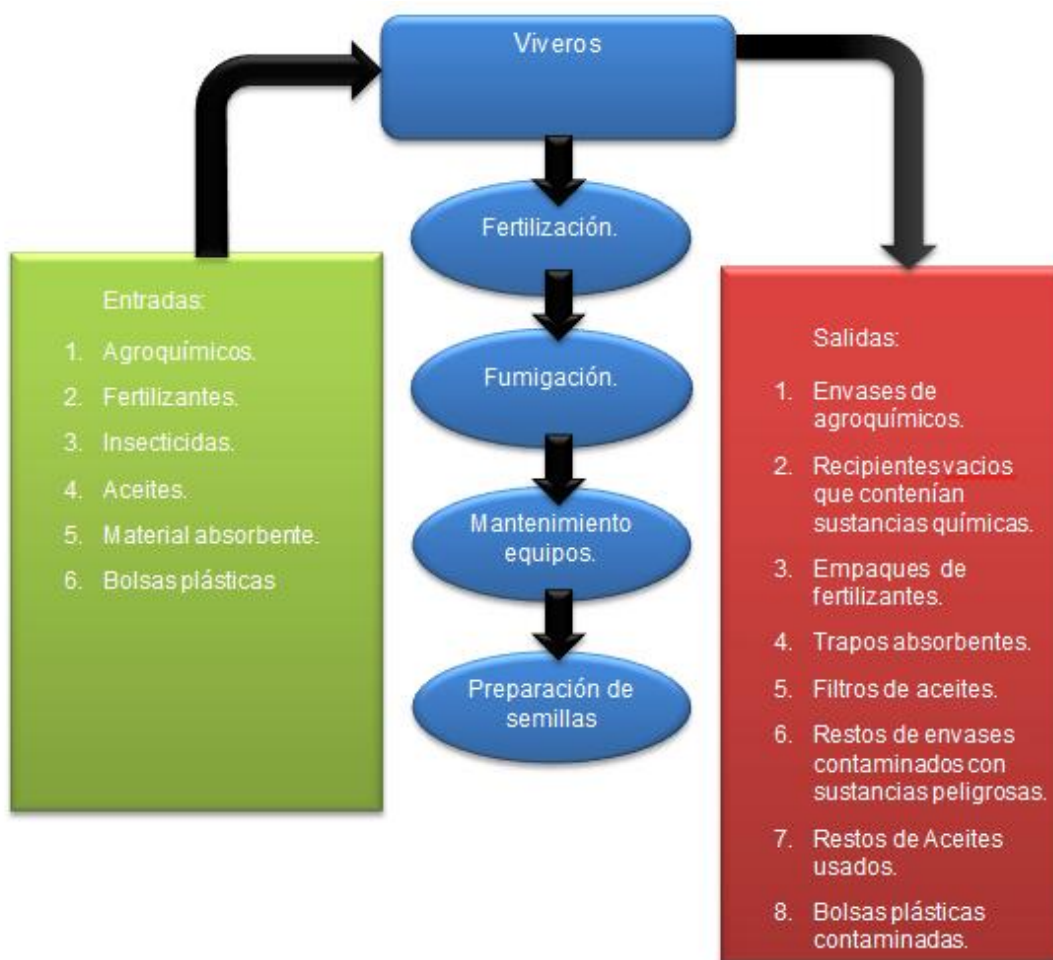 Viveros
Entradas:
1. Agroquímicos.
2. Fertilizantes.
3. Insecticidas.
4. Aceites.
5. Material absorbente.
6. Bolsas plásticas
Fertilización.
Fumigación.
Mantenimiento
equipos.
Preparación de
semillas
Salidas:
1. Envases de
agroquímicos.
2. Recipientes vacios
que contenían
sustancias químicas.
3. Empaques de
fertilizantes.
4. Trapos absorbentes.
5. Filtros de aceites.
6. Restos de envases
contaminados con
sustancias peligrosas.
7. Restos de Aceites
usados.
8. Bolsas plásticas
contaminadas.